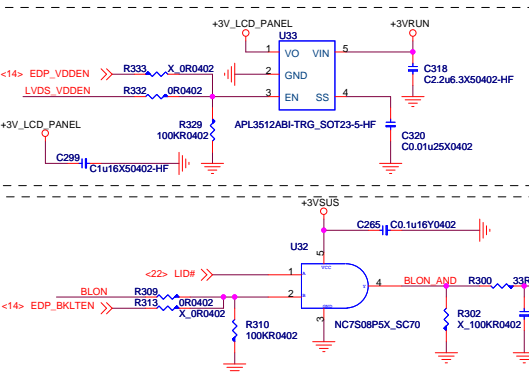 +3V_LCD_PANEL
U33
+3VRUN
1 VO VIN 5
2 GND
3 EN SS 4
C318
C2.2u6.3X50402-HF
<14> EDP_VDDEN
R333 X_0R0402
LVDS_VDDEN
R332 0R0402
R329
100KR0402
APL3512ABI-TRG_SOT23-5-HF
C320
C0.01u25X0402
+3V_LCD_PANEL
C299
C1u16X50402-HF
+3VSUS
C265 C0.1u16Y0402
U32
5
VCC
<22> LID#
1
BLON
R309
0R0402
2
<14> EDP_BKLTEN
R313
X_0R0402
4
BLON_AND
R300 33R
3
NC7S08P5X_SC70
R310
100KR0402
R302
X_100KR0402